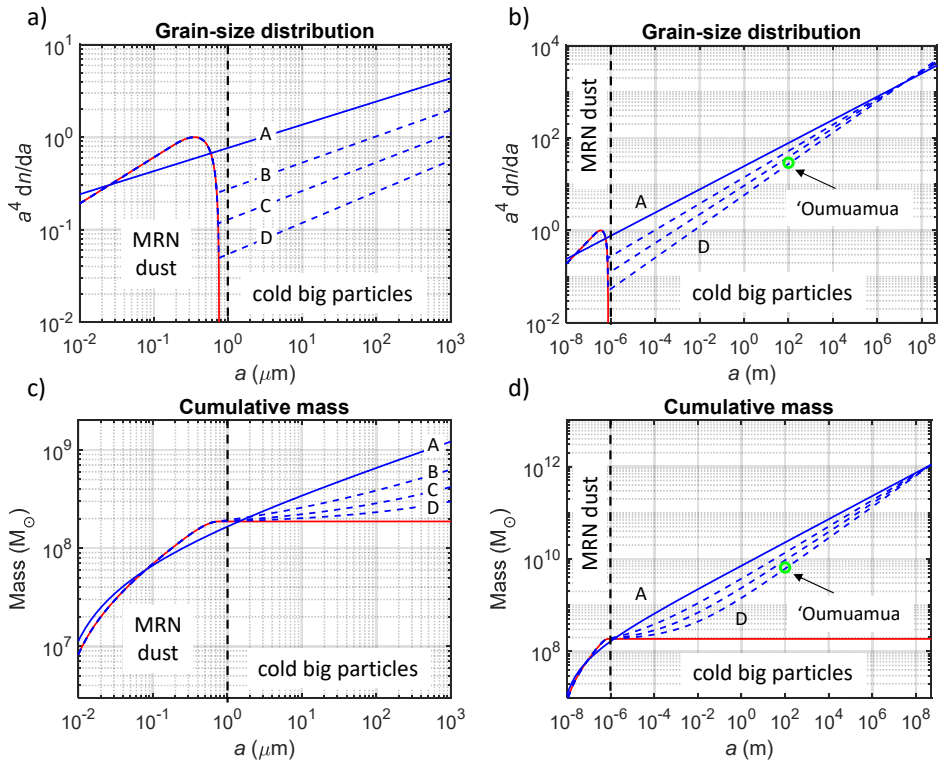 a)
Grain-size distribution
10^1
10^0
10^-1
10^-2
a^4 dn/da
A
B
C
D
MRN
dust
cold big particles
10^-2 10^-1 10^0 10^1 10^2 10^3
a (μm)
b)
Grain-size distribution
10^4
10^2
10^0
10^-2
a^4 dn/da
MRN dust
A
D
'Oumuamua
cold big particles
10^-8 10^-6 10^-4 10^-2 10^0 10^2 10^4 10^6 10^8
a (m)
c)
Cumulative mass
10^9
10^8
10^7
Mass (M⊙)
A
B
C
D
MRN
dust
cold big particles
10^-2 10^-1 10^0 10^1 10^2 10^3
a (μm)
d)
Cumulative mass
10^12
10^10
10^8
Mass (M⊙)
MRN dust
A
D
'Oumuamua
cold big particles
10^-8 10^-6 10^-4 10^-2 10^0 10^2 10^4 10^6 10^8
a (m)